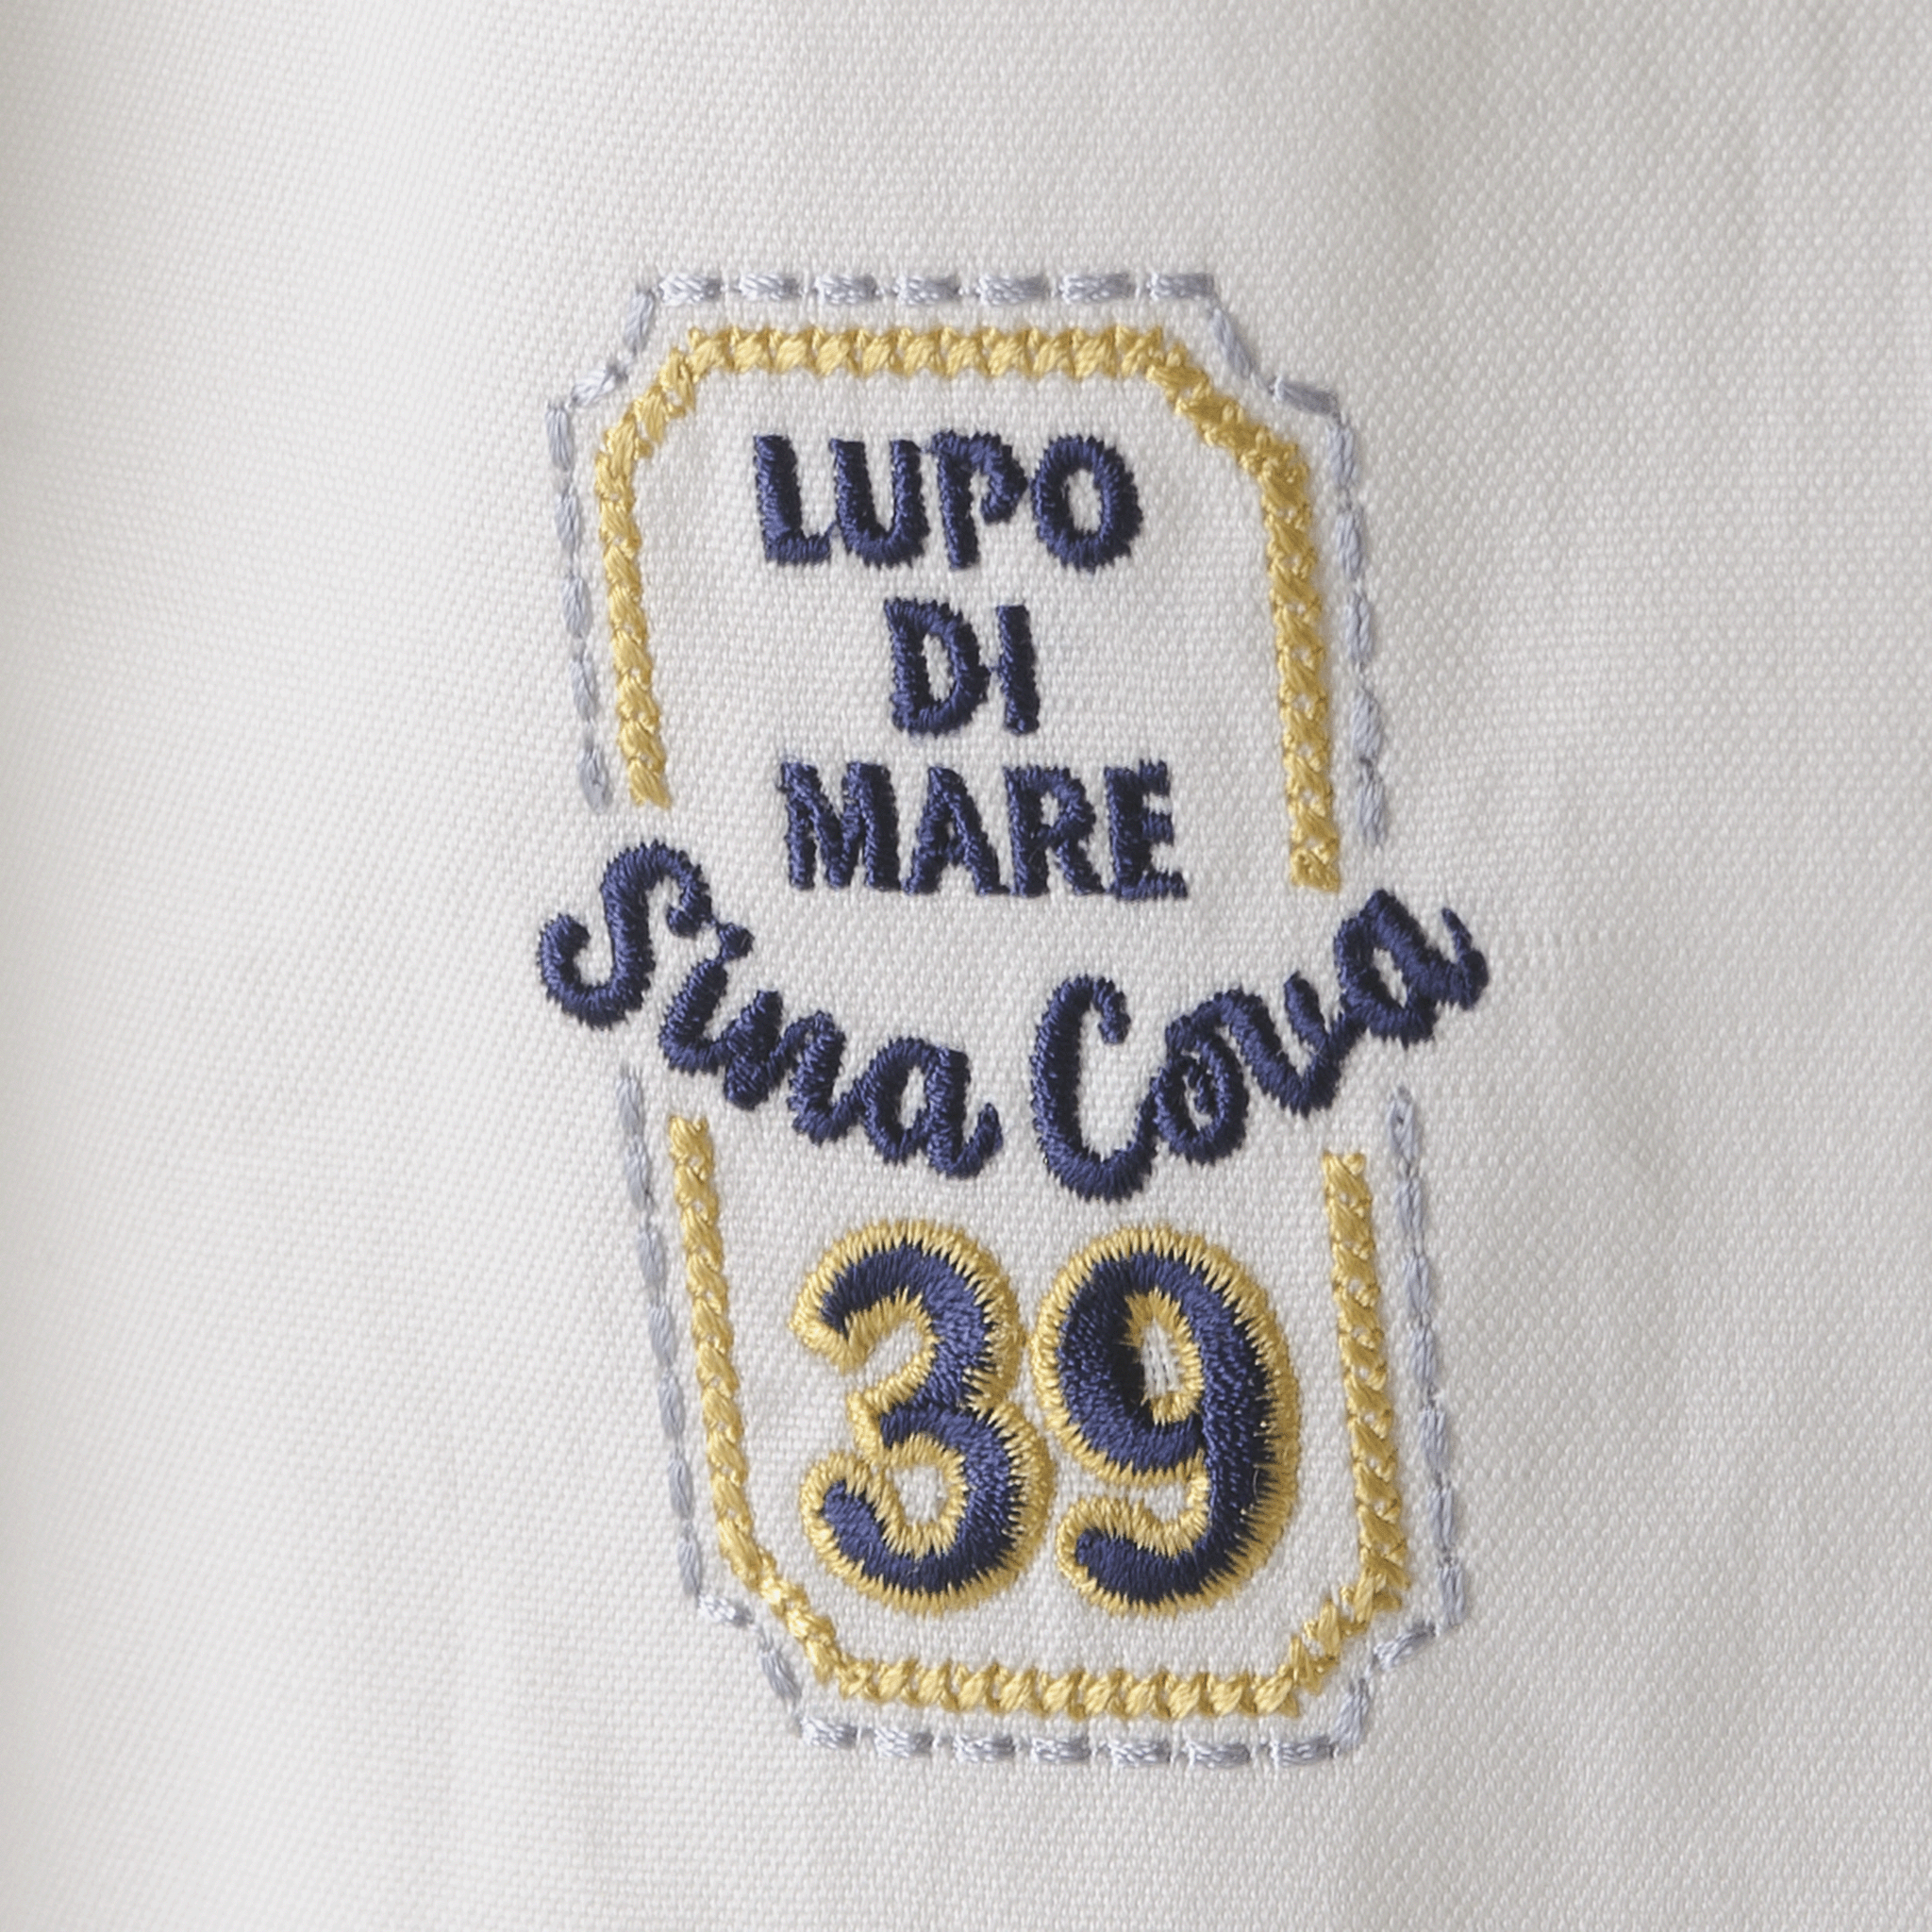 LUPO
DI
MARE
Sina Cova
39